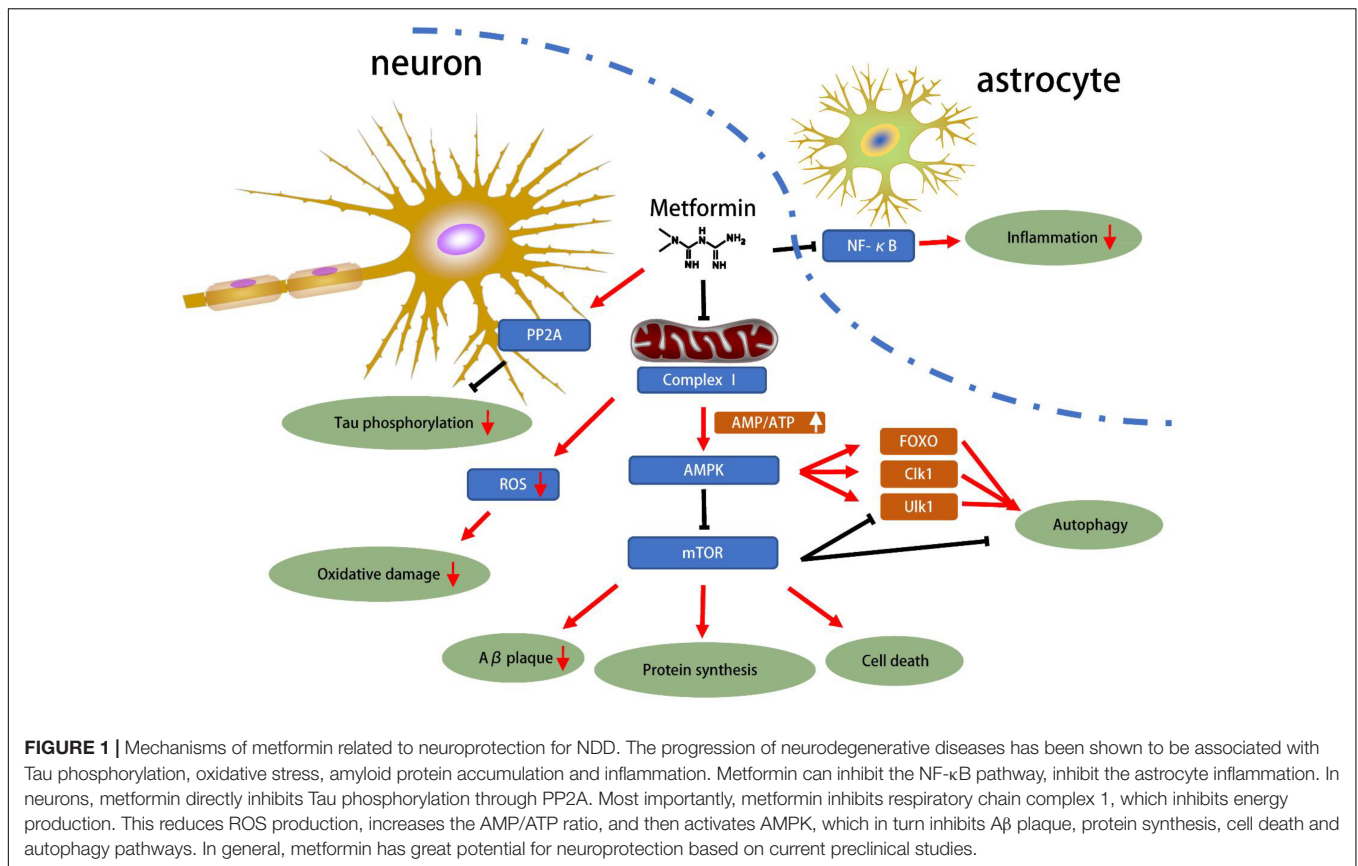 neuron
astrocyte
Metformin
N
H
N
NH₂
NH
NH
NF-κB
Inflammation
PP2A
Complex I
Tau phosphorylation
AMP/ATP
FOXO
AMPK
Clk1
ROS
Ulk1
Autophagy
mTOR
Oxidative damage
Aβ plaque
Protein synthesis
Cell death
FIGURE 1 | Mechanisms of metformin related to neuroprotection for NDD. The progression of neurodegenerative diseases has been shown to be associated with
Tau phosphorylation, oxidative stress, amyloid protein accumulation and inflammation. Metformin can inhibit the NF-κB pathway, inhibit the astrocyte inflammation. In
neurons, metformin directly inhibits Tau phosphorylation through PP2A. Most importantly, metformin inhibits respiratory chain complex 1, which inhibits energy
production. This reduces ROS production, increases the AMP/ATP ratio, and then activates AMPK, which in turn inhibits Aβ plaque, protein synthesis, cell death and
autophagy pathways. In general, metformin has great potential for neuroprotection based on current preclinical studies.